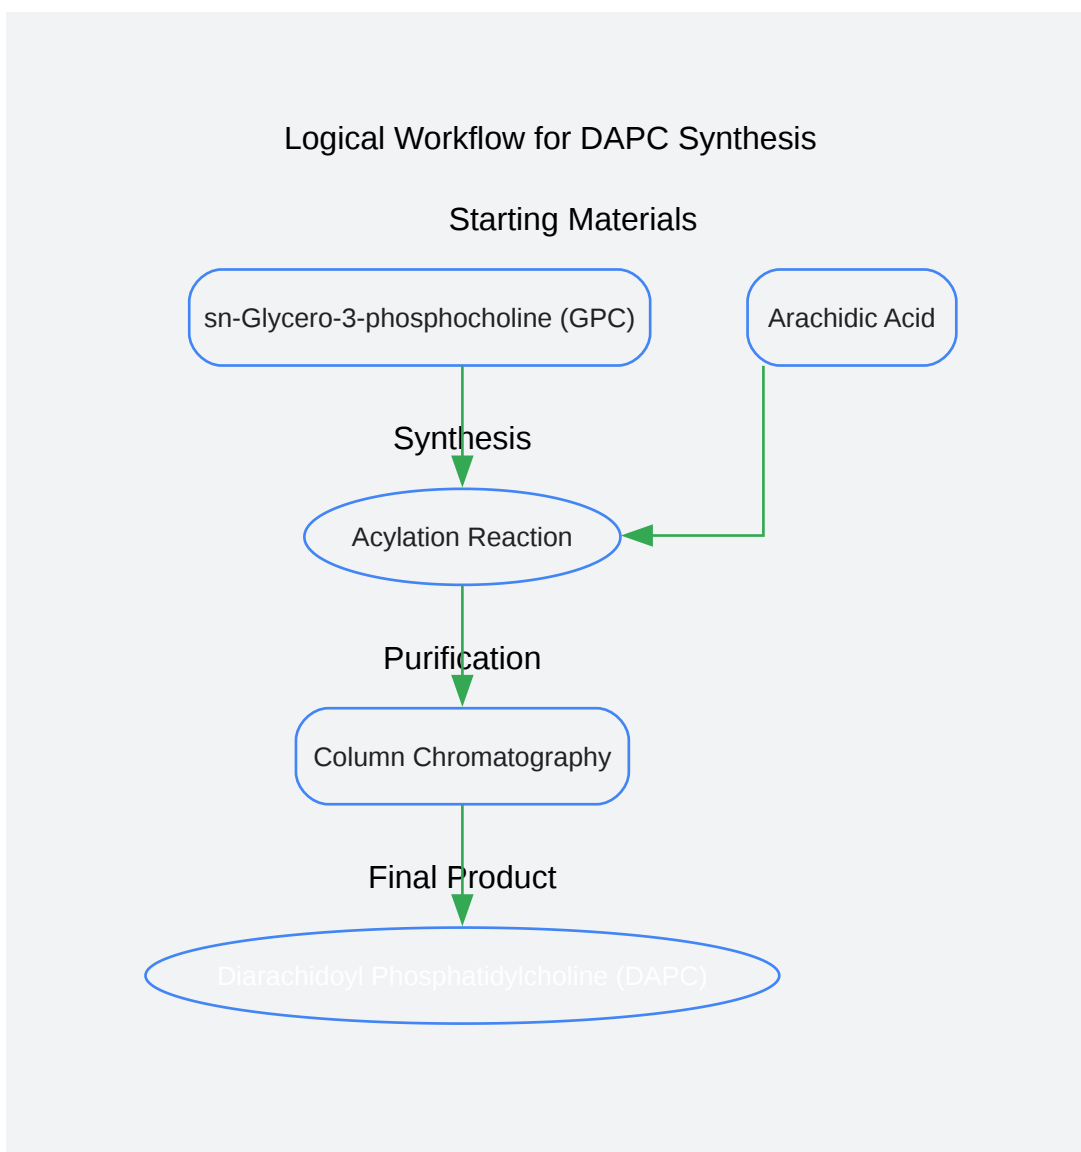 Logical Workflow for DAPC Synthesis
Starting Materials
sn-Glycero-3-phosphocholine (GPC)
Arachidic Acid
Synthesis
Acylation Reaction
Purification
Column Chromatography
Final Product
Diarachidoyl Phosphatidylcholine (DAPC)